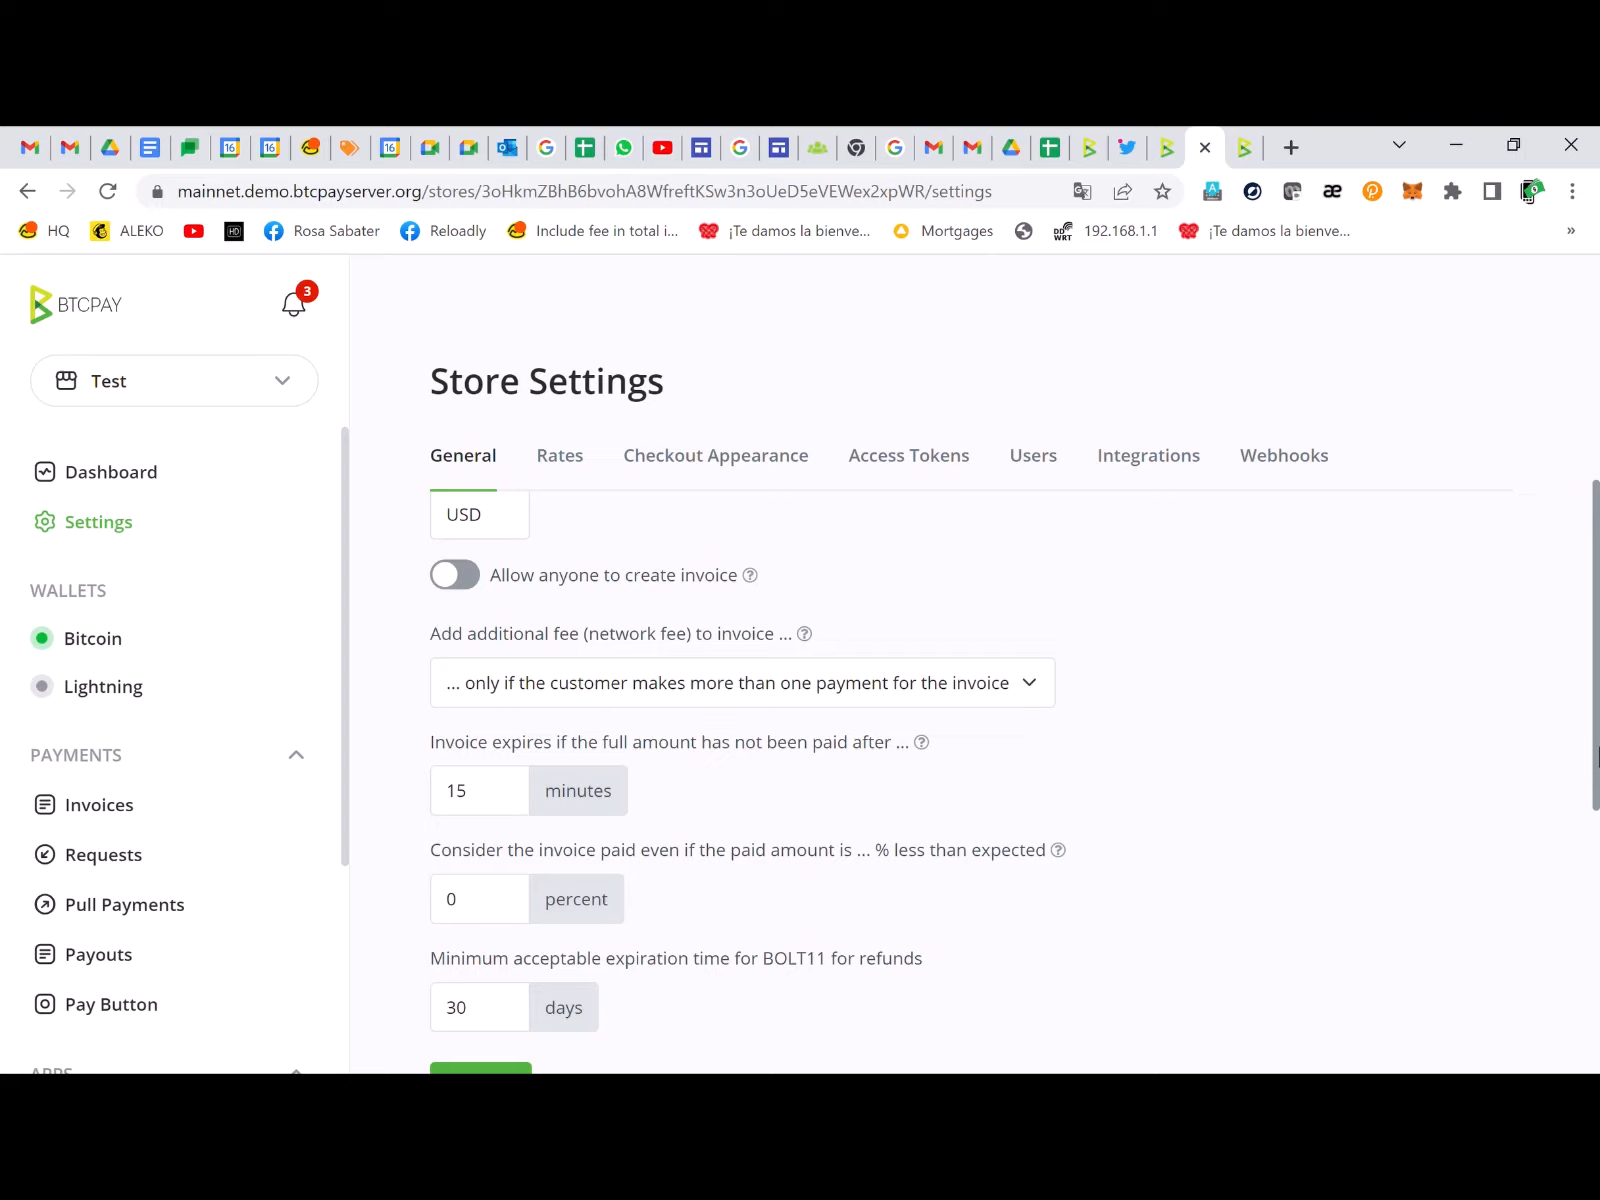 16
16
16
mainnet.demo.btcpayserver.org/stores/3oHkmZBhB6bvohA8WfreftKSw3n3oUeD5eVEWex2xpWR/settings
HQ
ALEKO
HD
Rosa Sabater
Reloadly
Include fee in total i...
¡Te damos la bienve...
Mortgages
DD-WRT
192.168.1.1
¡Te damos la bienve...
»
BTCPAY
3
Test
Dashboard
Settings
WALLETS
Bitcoin
Lightning
PAYMENTS
Invoices
Requests
Pull Payments
Payouts
Pay Button
APPS
Store Settings
General Rates Checkout Appearance Access Tokens Users Integrations Webhooks
USD
Allow anyone to create invoice
Add additional fee (network fee) to invoice ...
... only if the customer makes more than one payment for the invoice
Invoice expires if the full amount has not been paid after ...
15 minutes
Consider the invoice paid even if the paid amount is ... % less than expected
0 percent
Minimum acceptable expiration time for BOLT11 for refunds
30 days